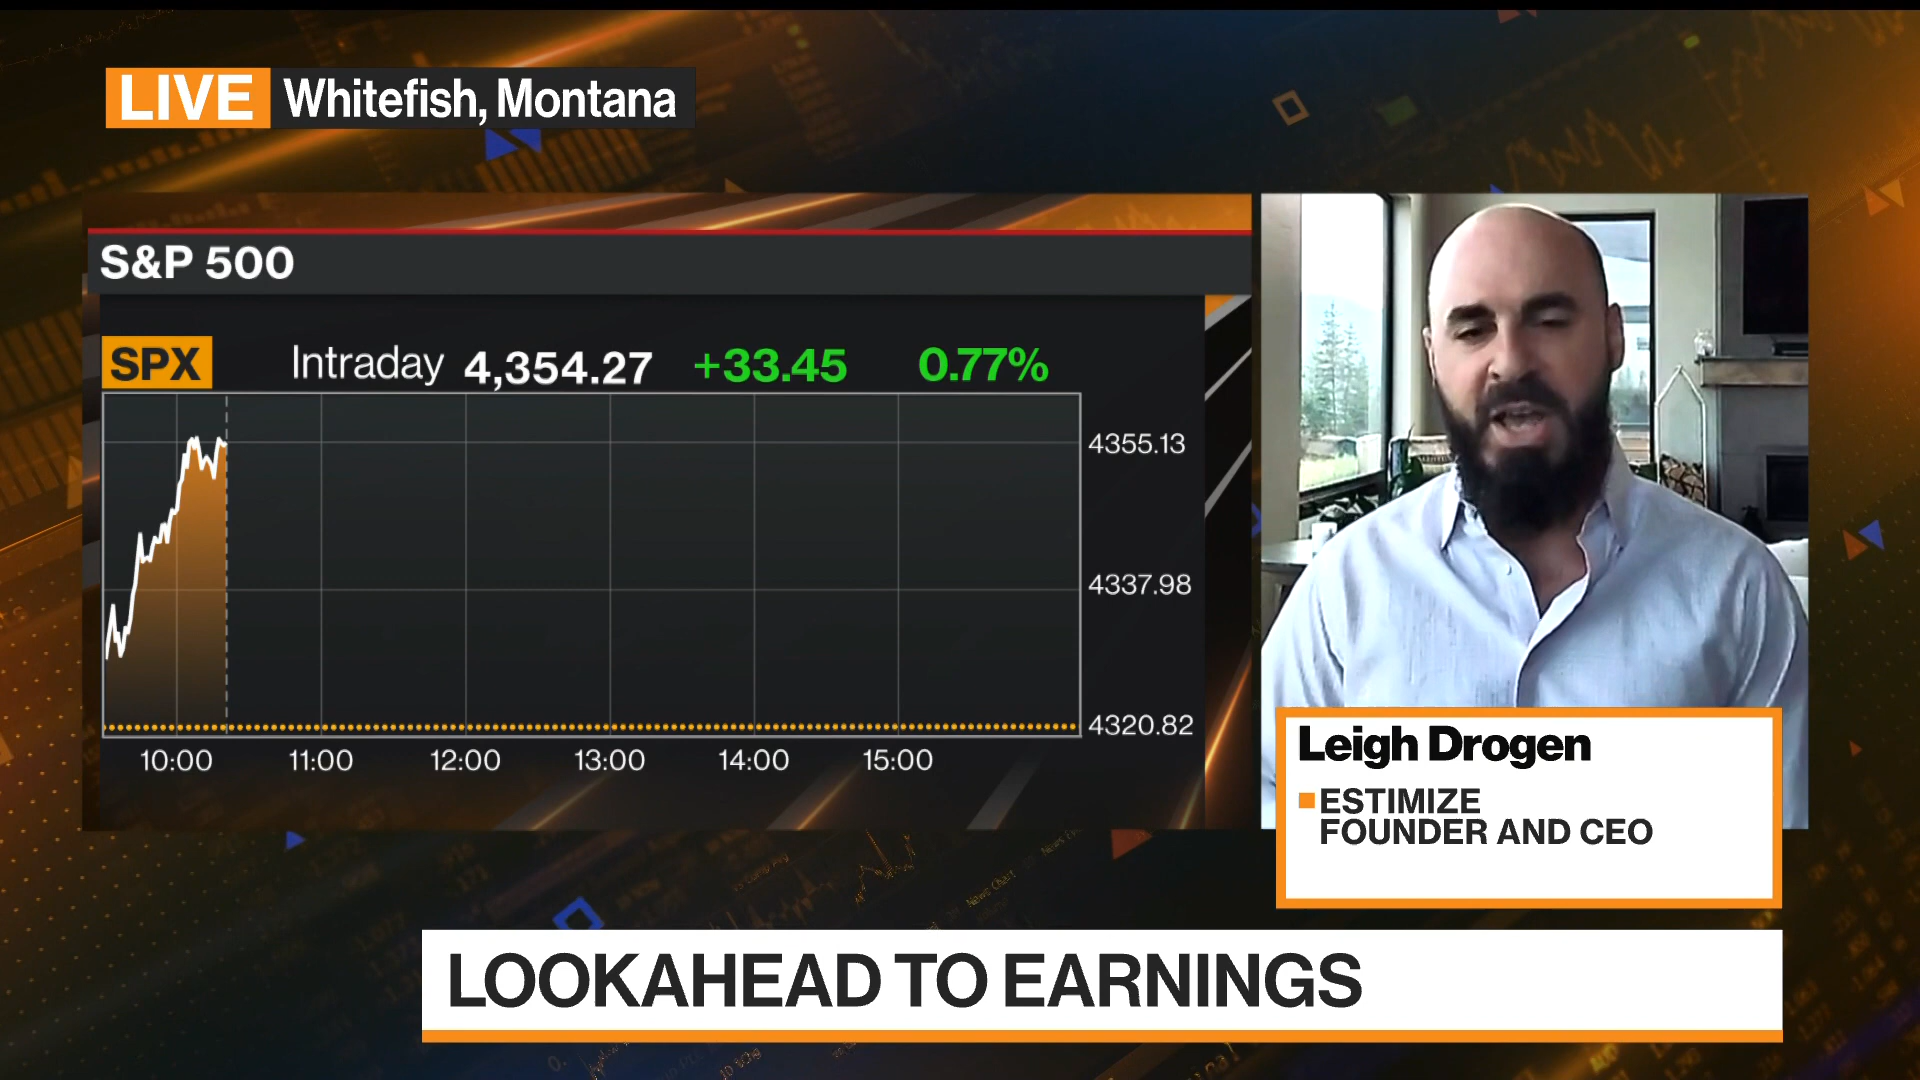 LIVE Whitefish, Montana
S&P 500
SPX Intraday 4,354.27 +33.45 0.77%
4355.13
4337.98
4320.82
10:00 11:00 12:00 13:00 14:00 15:00
Leigh Drogen
ESTIMIZE
FOUNDER AND CEO
LOOKAHEAD TO EARNINGS